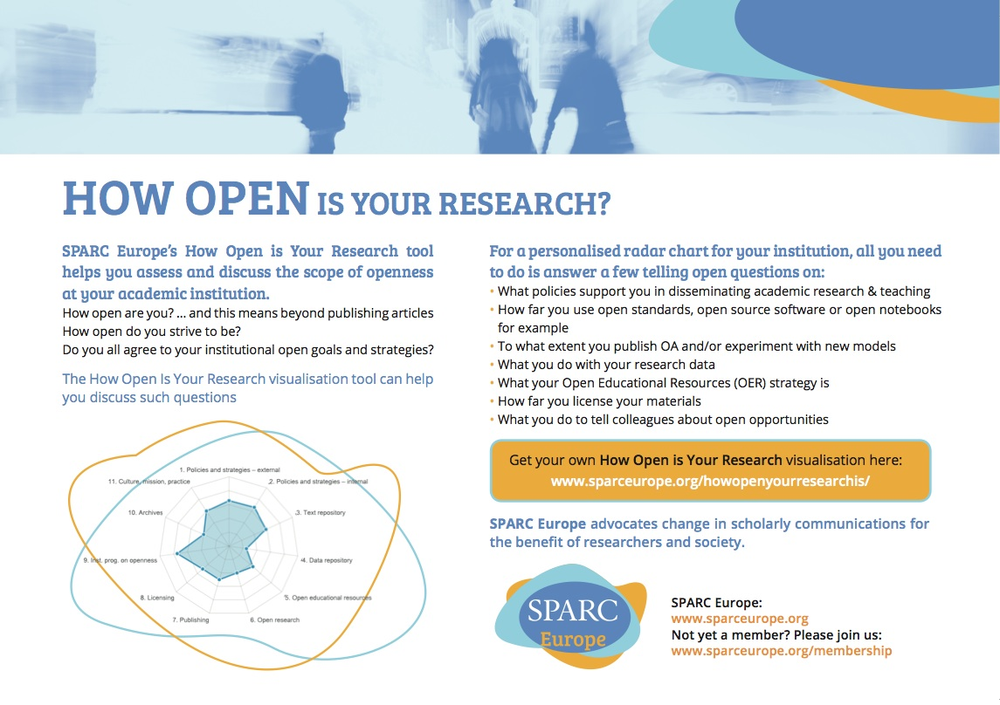 HOW OPEN IS YOUR RESEARCH?
SPARC Europe's How Open is Your Research tool
helps you assess and discuss the scope of openness
at your academic institution.
How open are you? ... and this means beyond publishing articles
How open do you strive to be?
Do you all agree to your institutional open goals and strategies?
The How Open Is Your Research visualisation tool can help
you discuss such questions
1. Policies and strategies – external
2. Policies and strategies – internal
3. Text repository
4. Data repository
5. Open educational resources
6. Open research
7. Publishing
8. Licensing
9. Inst. prog. on openness
10. Archives
11. Culture, mission, practice
For a personalised radar chart for your institution, all you need
to do is answer a few telling open questions on:
• What policies support you in disseminating academic research & teaching
• How far you use open standards, open source software or open notebooks
for example
• To what extent you publish OA and/or experiment with new models
• What you do with your research data
• What your Open Educational Resources (OER) strategy is
• How far you license your materials
• What you do to tell colleagues about open opportunities
Get your own How Open is Your Research visualisation here:
www.sparceurope.org/howopenyourresearchis/
SPARC Europe advocates change in scholarly communications for
the benefit of researchers and society.
SPARC
Europe
SPARC Europe:
www.sparceurope.org
Not yet a member? Please join us:
www.sparceurope.org/membership